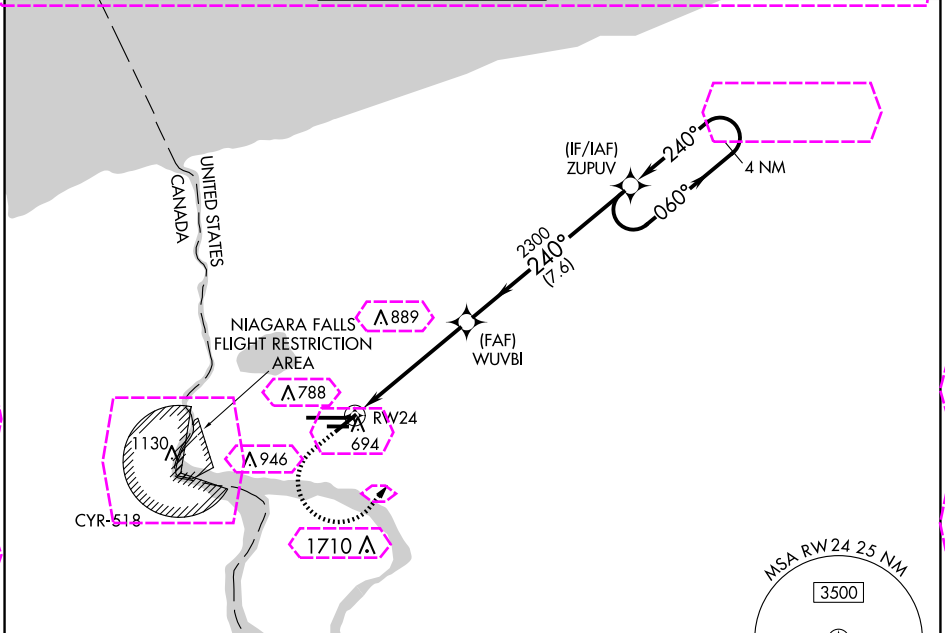 (IF/IAF)
ZUPUV
240°
4 NM
060°
UNITED STATES
CANADA
2300
240°
(7.6)
NIAGARA FALLS
FLIGHT RESTRICTION
AREA
889
(FAF)
WUVBI
788
RW24
694
1130
946
CYR-518
1710
MSA RW24 25 NM
3500